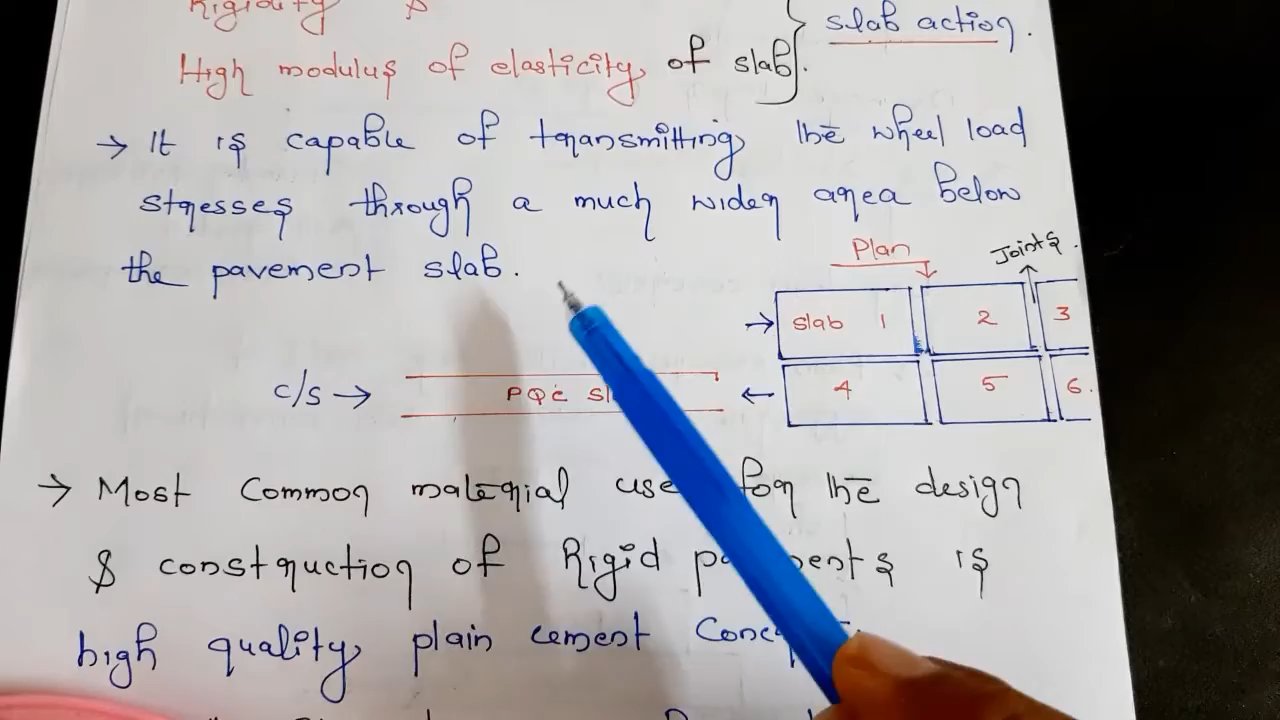 Rigidity &
High modulus of elasticity of slab
slab action.
→ It is capable of transmitting the wheel load
stresses through a much wider area below
the pavement slab.
Plan
Joints.
→ Slab 1 2 3
← 4 5 6.
c/s → PQC
→ Most Common material for the design
& construction of Rigid is
high quality plain cement